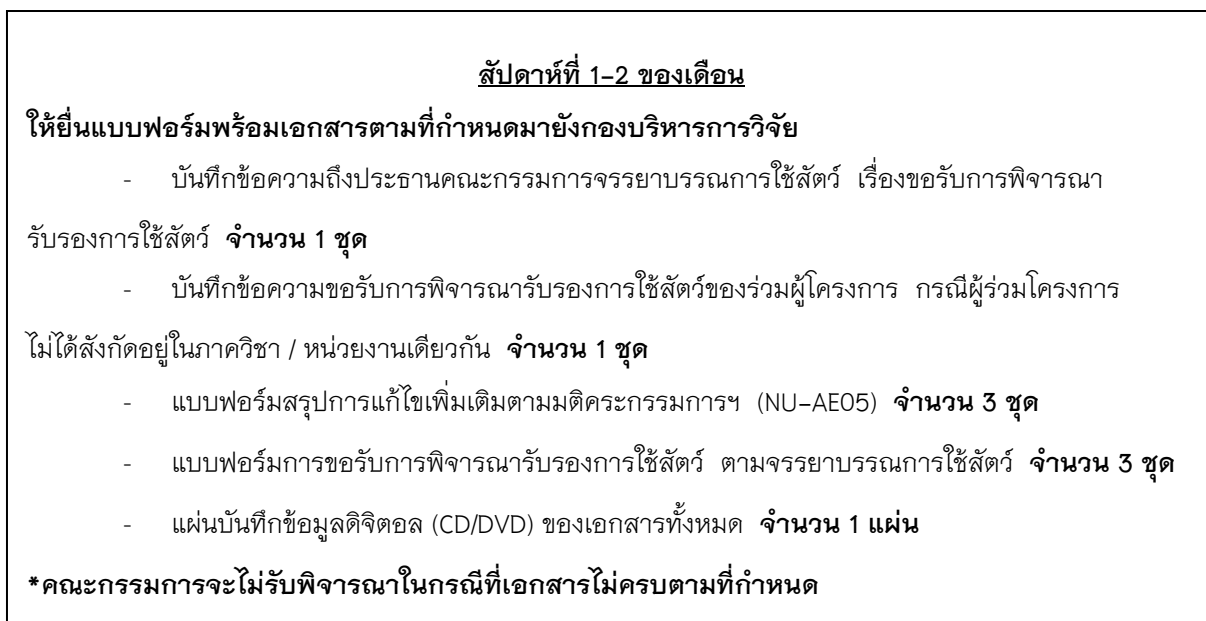 สัปดาห์ที่ 1-2 ของเดือน
ให้ยื่นแบบฟอร์มพร้อมเอกสารตามที่กำหนดมายังกองบริหารการวิจัย
- บันทึกข้อความถึงประธานคณะกรรมการจรรยาบรรณการใช้สัตว์ เรื่องขอรับการพิจารณา
รับรองการใช้สัตว์ จำนวน 1 ชุด
- บันทึกข้อความขอรับการพิจารณารับรองการใช้สัตว์ของร่วมผู้โครงการ กรณีผู้ร่วมโครงการ
ไม่ได้สังกัดอยู่ในภาควิชา / หน่วยงานเดียวกัน จำนวน 1 ชุด
- แบบฟอร์มสรุปการแก้ไขเพิ่มเติมตามมติคระกรรมการฯ (NU-AE05) จำนวน 3 ชุด
- แบบฟอร์มการขอรับการพิจารณารับรองการใช้สัตว์ ตามจรรยาบรรณการใช้สัตว์ จำนวน 3 ชุด
- แผ่นบันทึกข้อมูลดิจิตอล (CD/DVD) ของเอกสารทั้งหมด จำนวน 1 แผ่น
*คณะกรรมการจะไม่รับพิจารณาในกรณีที่เอกสารไม่ครบตามที่กำหนด